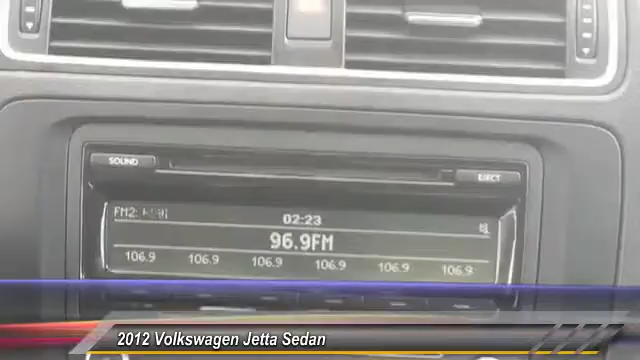 SOUND
EJECT
FM2:
02:23
96.9FM
106.9 106.9 106.9 106.9 106.9 106.9
2012 Volkswagen Jetta Sedan